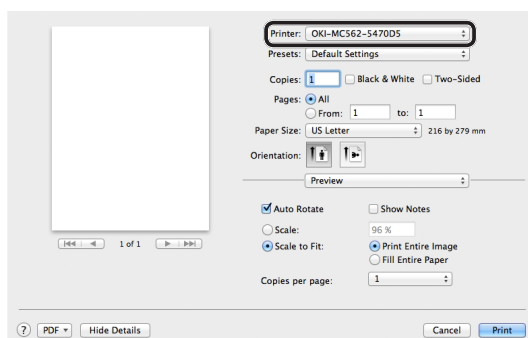 Printer: OKI-MC562-5470D5
Presets: Default Settings
Copies: 1 Black & White Two-Sided
Pages: All
From: 1 to: 1
Paper Size: US Letter 216 by 279 mm
Orientation:
Preview
Auto Rotate Show Notes
Scale: 96 %
Scale to Fit: Print Entire Image
Fill Entire Paper
Copies per page: 1
1 of 1
? PDF Hide Details Cancel Print